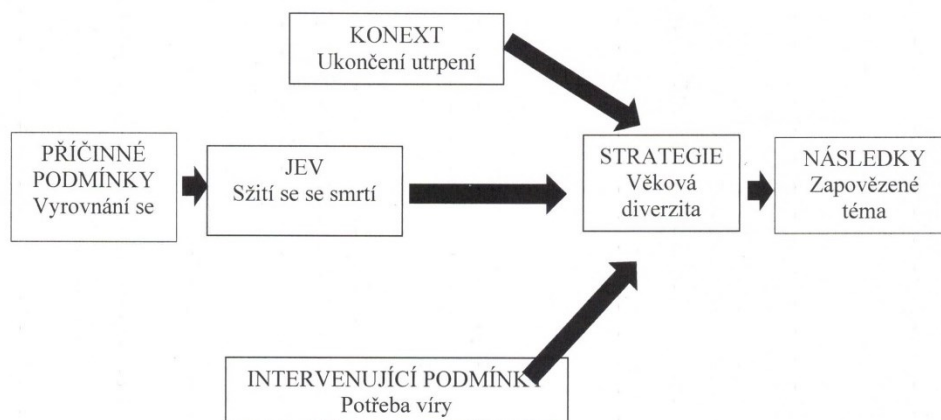 KONEXT
Ukončení utrpení
PŘÍČINNÉ
PODMÍNKY
Vyrovnání se
JEV
Sžití se se smrtí
STRATEGIE
Věková
diverzita
NÁSLEDKY
Zapovězené
téma
INTERVENUJÍCÍ PODMÍNKY
Potřeba víry